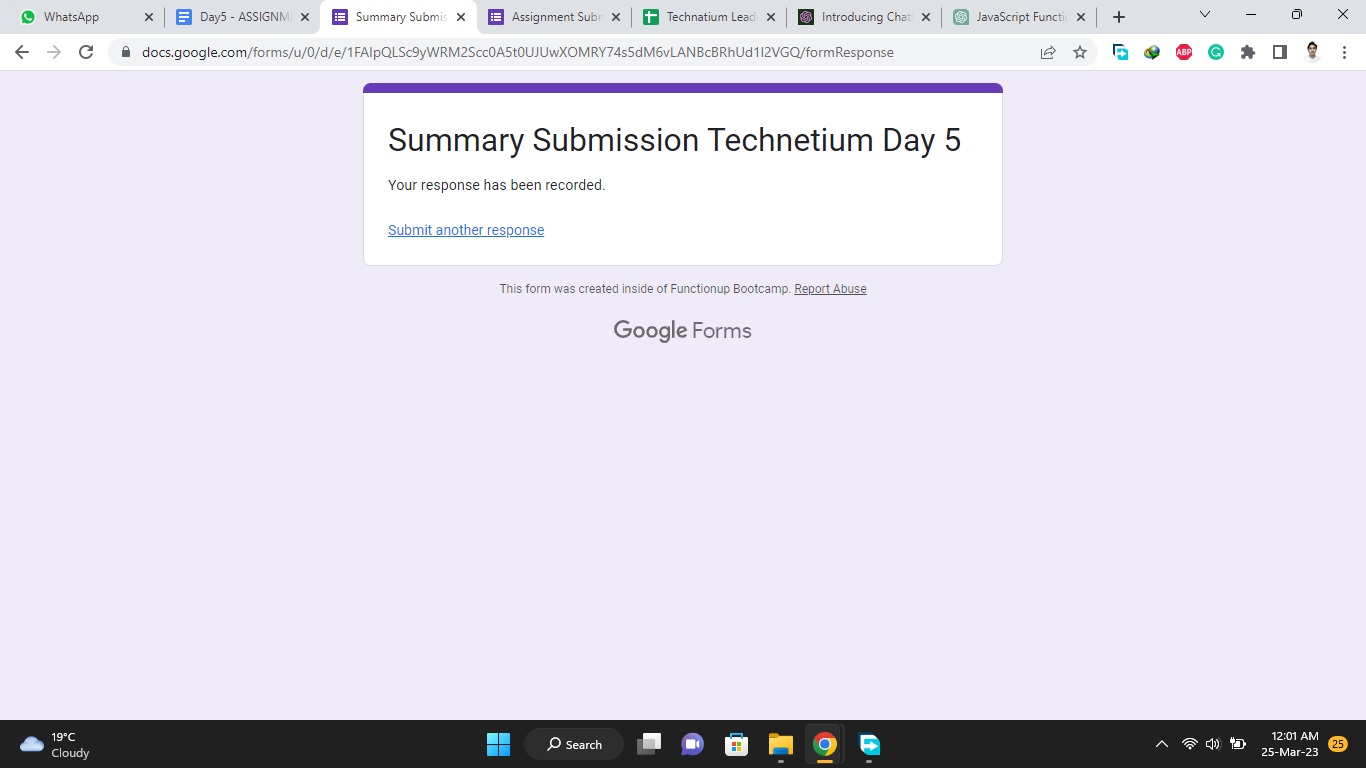 WhatsApp
Day5 - ASSIGNM
Summary Submis
Assignment Subm
Technatium Lead
Introducing Chat
JavaScript Functio
docs.google.com/forms/u/0/d/e/1FAIpQLSc9yWRM2Scc0A5t0UJUwXOMRY74s5dM6vLANBcBRhUd1I2VGQ/formResponse
ABP
Summary Submission Technetium Day 5
Your response has been recorded.
Submit another response
This form was created inside of Functionup Bootcamp. Report Abuse
Google Forms
19°C
Cloudy
Search
12:01 AM
25-Mar-23
25